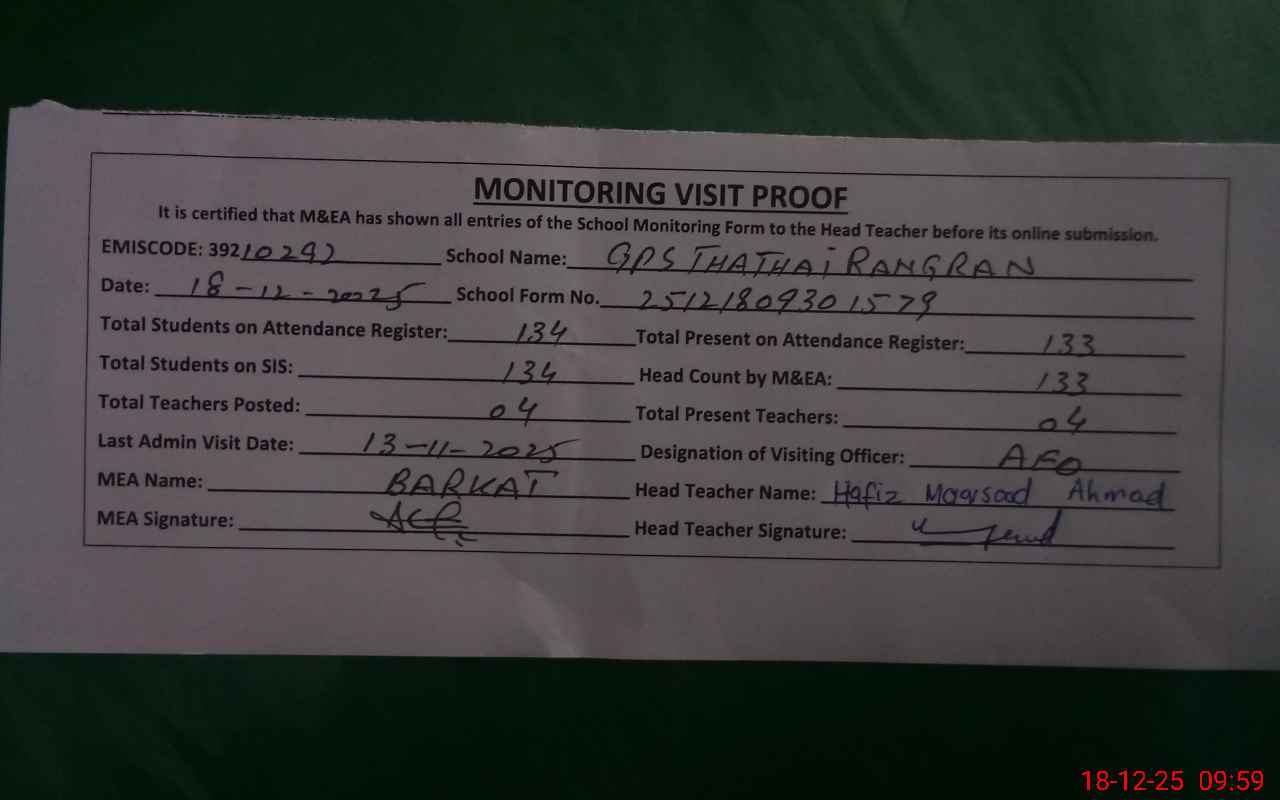 MONITORING VISIT PROOF
It is certified that M&EA has shown all entries of the School Monitoring Form to the Head Teacher before its online submission.
EMISCODE: 39210292 School Name: GPS THATHAI RANGRAN
Date: 18-12-2025 School Form No. 25121809301579
Total Students on Attendance Register: 134 Total Present on Attendance Register: 133
Total Students on SIS: 134 Head Count by M&EA: 133
Total Teachers Posted: 04 Total Present Teachers: 04
Last Admin Visit Date: 13-11-2025 Designation of Visiting Officer: AEO
MEA Name: BARKAT Head Teacher Name: Hafiz Ahmad
MEA Signature: Head Teacher Signature:
18-12-25 09:59